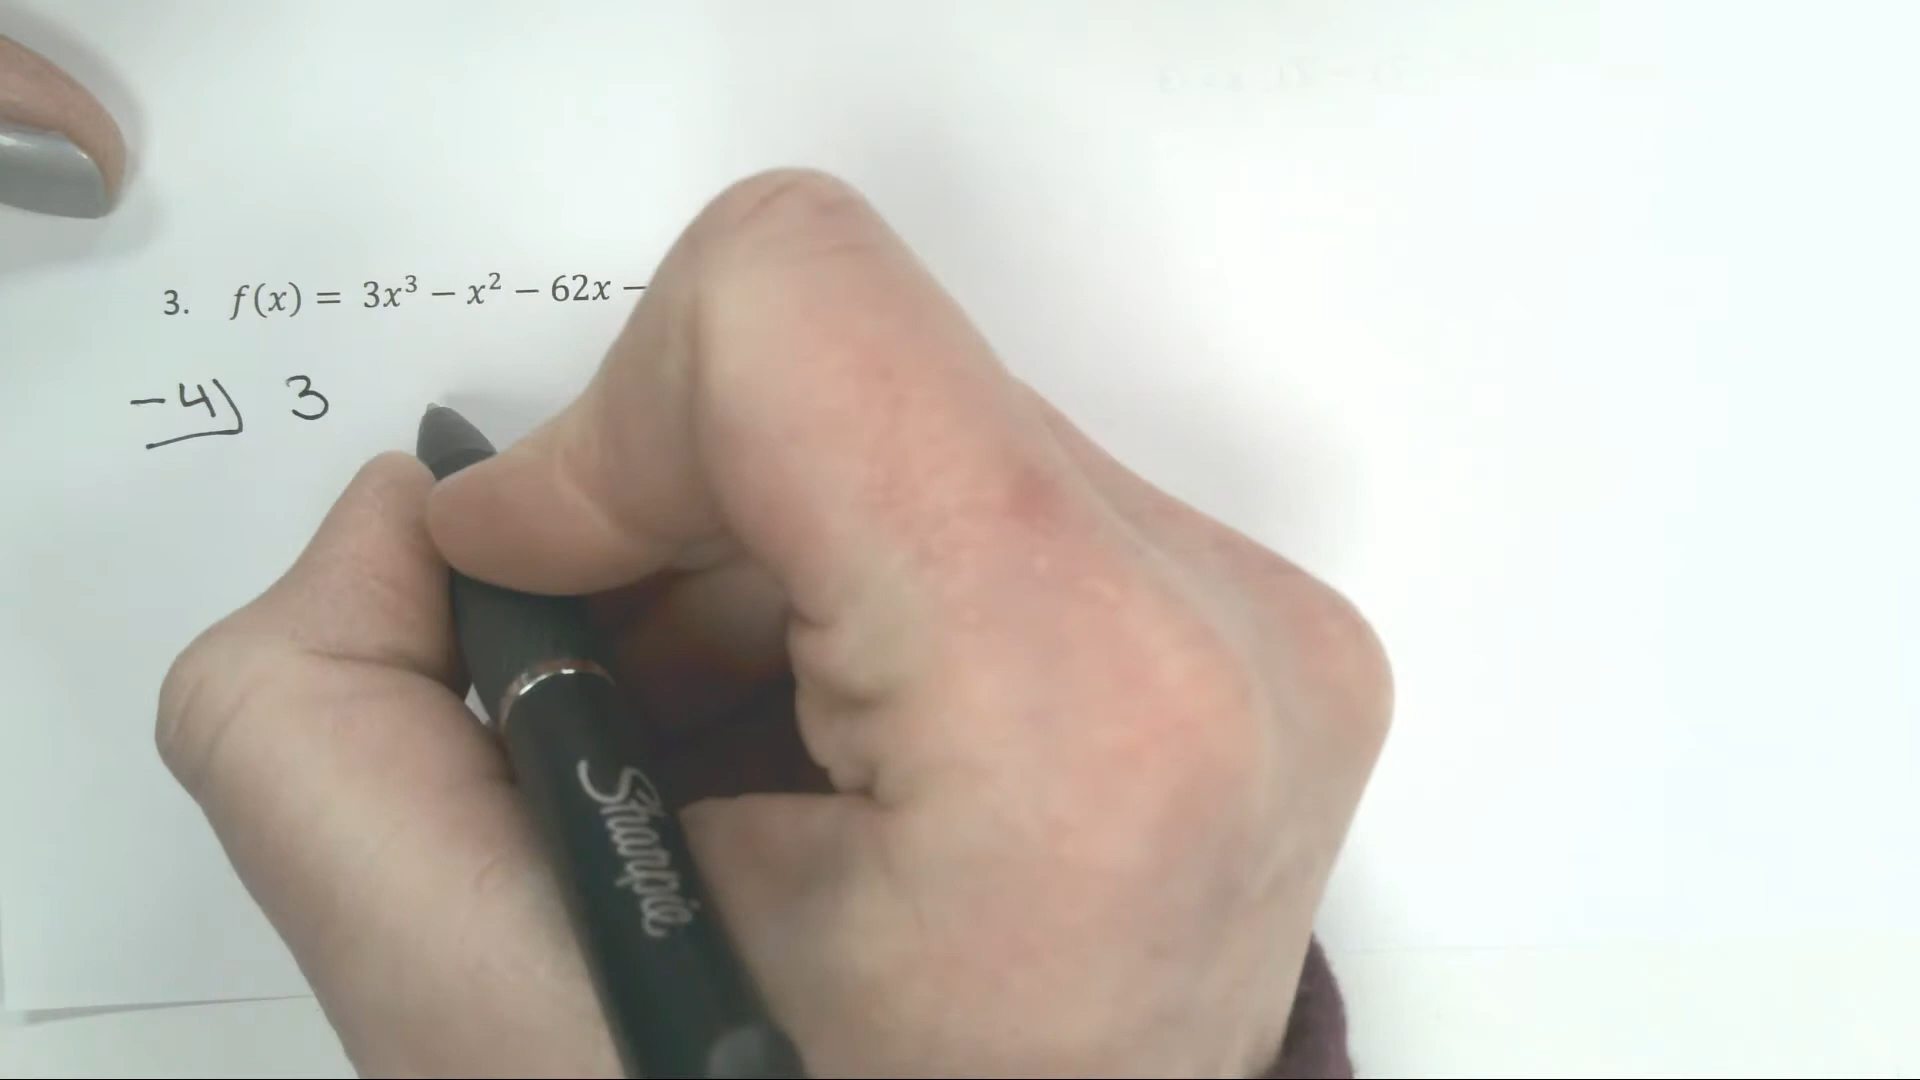 3. f(x) = 3x³ − x² − 62x −
−4) 3
Sharpie